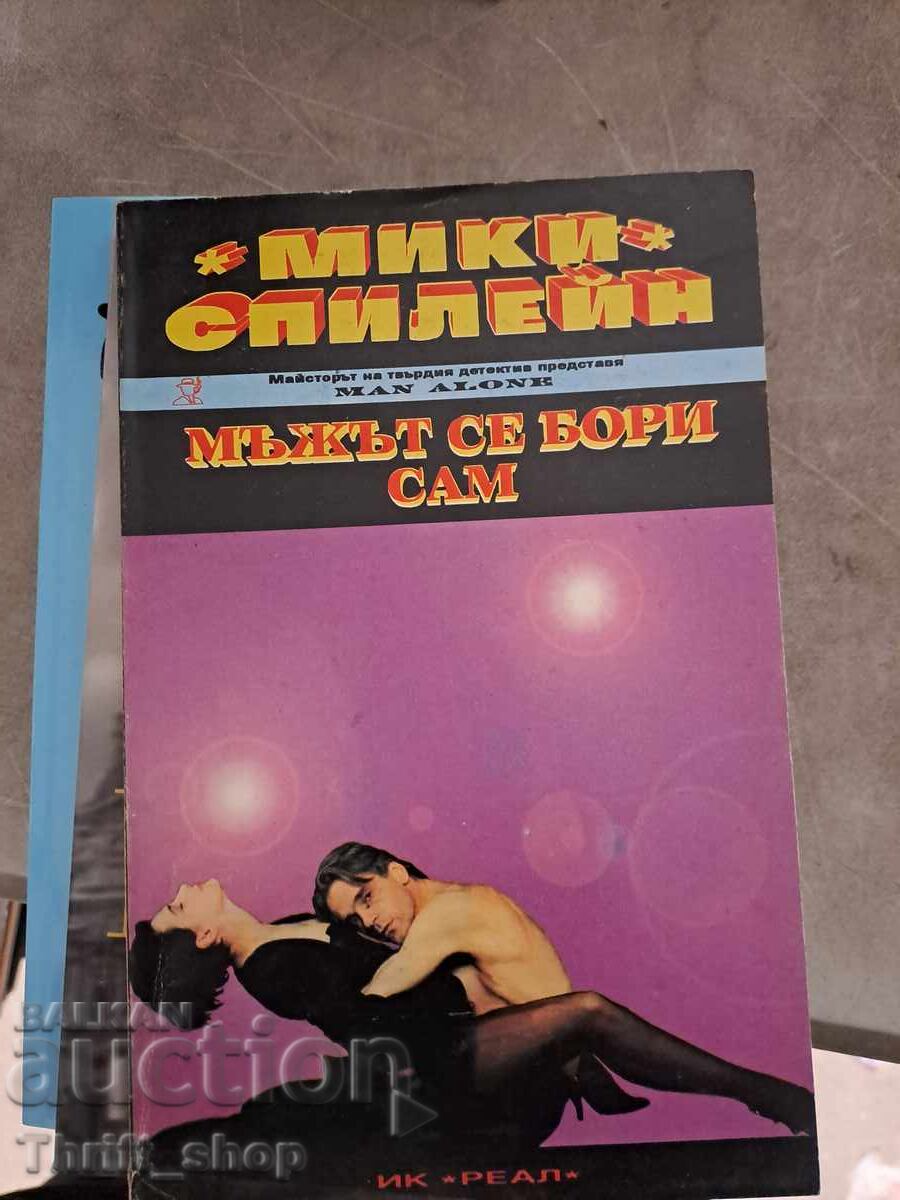 *МИКИ*
СПИЛЕЙН
Майсторът на твърдия детектив представя
MAN ALONE
МЪЖЪТ СЕ БОРИ
САМ
BALKAN
auction
Thrift_shop
ИК *РЕАЛ*